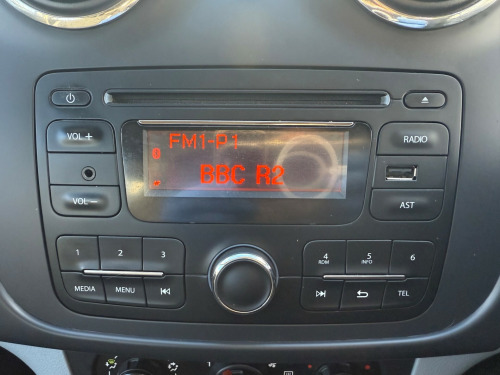 FM1-P1
BBC R2
VOL +
VOL −
RADIO
AST
1 2 3
MEDIA MENU
4 ROM 5 INFO 6
TEL